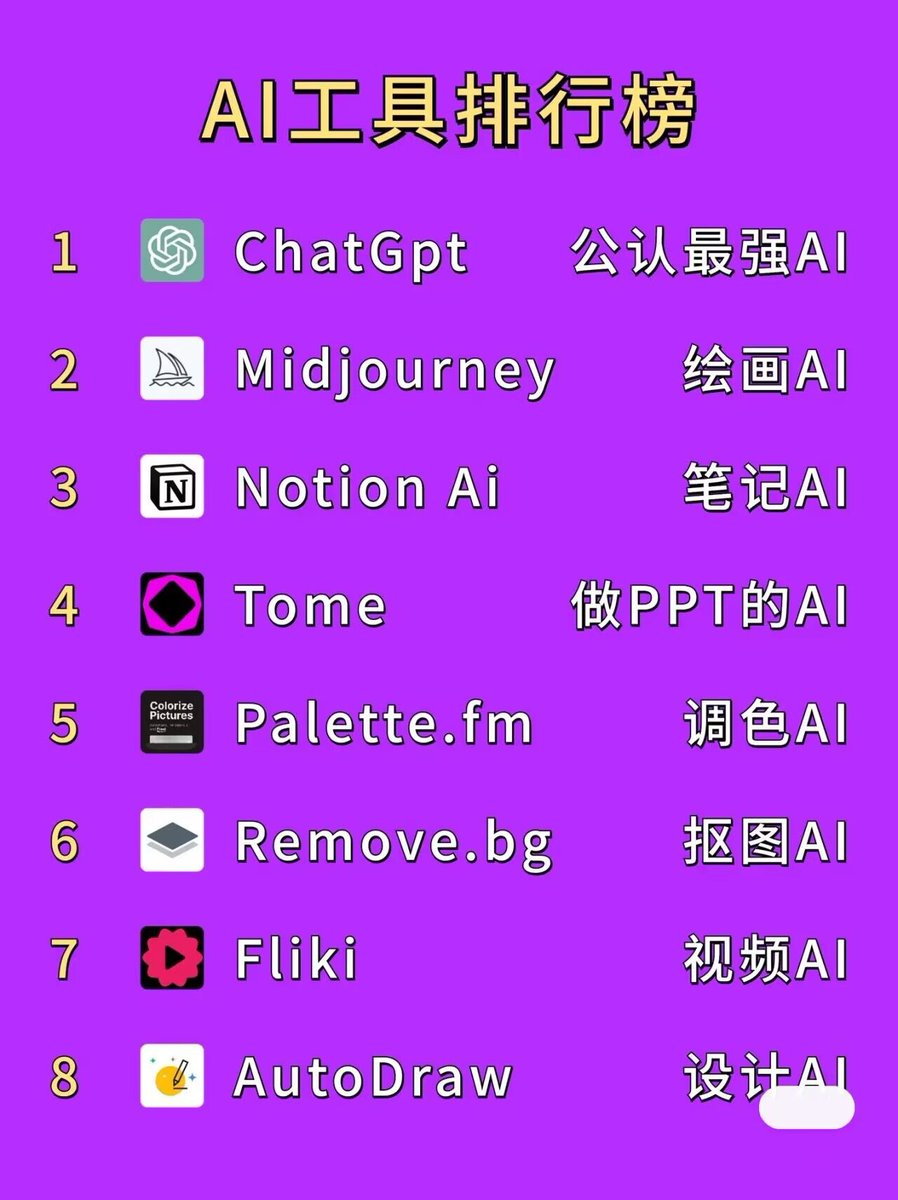 AI工具排行榜
1 ChatGpt 公认最强AI
2 Midjourney 绘画AI
3 Notion Ai 笔记AI
4 Tome 做PPT的AI
5 Colorize Pictures Palette.fm 调色AI
6 Remove.bg 抠图AI
7 Fliki 视频AI
8 AutoDraw 设计AI